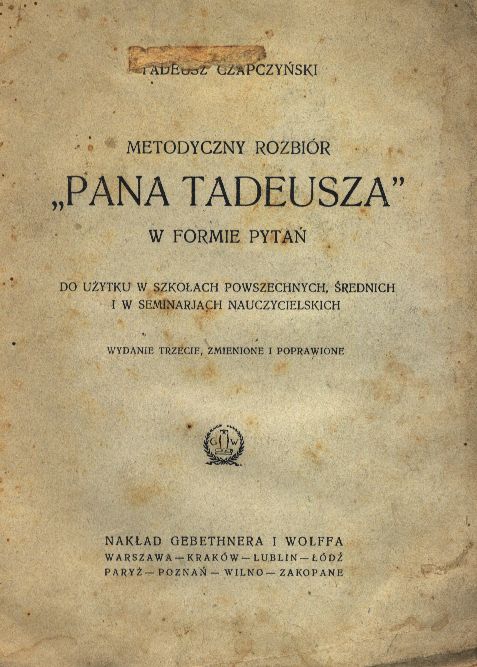 TADEUSZ CZAPCZYŃSKI
METODYCZNY ROZBIÓR
„PANA TADEUSZA”
W FORMIE PYTAŃ
DO UŻYTKU W SZKOŁACH POWSZECHNYCH, ŚREDNICH
I W SEMINARJACH NAUCZYCIELSKICH
WYDANIE TRZECIE, ZMIENIONE I POPRAWIONE
G W
NAKŁAD GEBETHNERA I WOLFFA
WARSZAWA — KRAKÓW — LUBLIN — ŁÓDŹ
PARYŻ — POZNAŃ — WILNO — ZAKOPANE